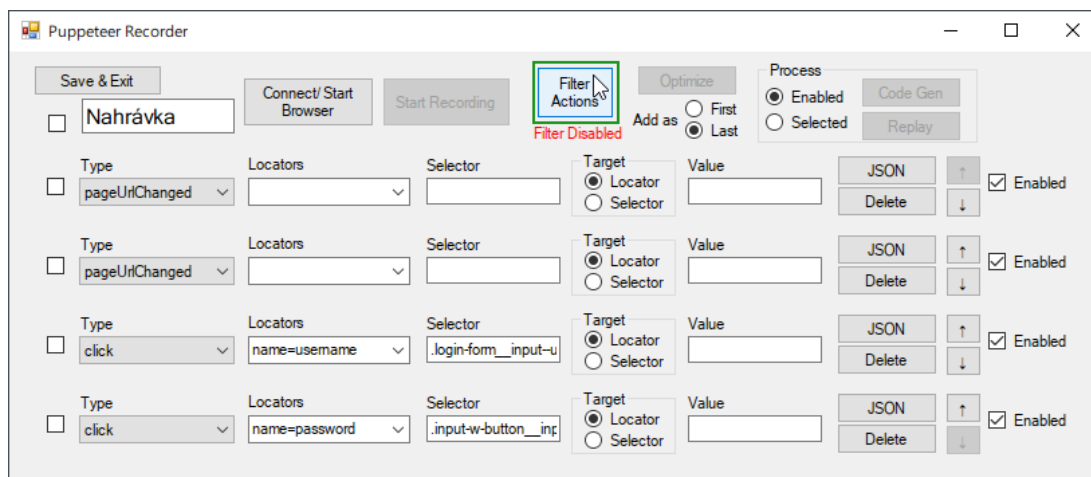 Puppeteer Recorder
Save & Exit
Nahrávka
Connect/ Start
Browser
Start Recording
Filter
Actions
Filter Disabled
Optimize
Add as
First
Last
Process
Enabled
Selected
Code Gen
Replay
Type Locators Selector Target Value
pageUrlChanged
Locator
Selector
JSON
Delete
↑
↓
Enabled
Type Locators Selector Target Value
pageUrlChanged
Locator
Selector
JSON
Delete
↑
↓
Enabled
Type Locators Selector Target Value
click name=username .login-form__input--u
Locator
Selector
JSON
Delete
↑
↓
Enabled
Type Locators Selector Target Value
click name=password .input-w-button__inp
Locator
Selector
JSON
Delete
↑
↓
Enabled